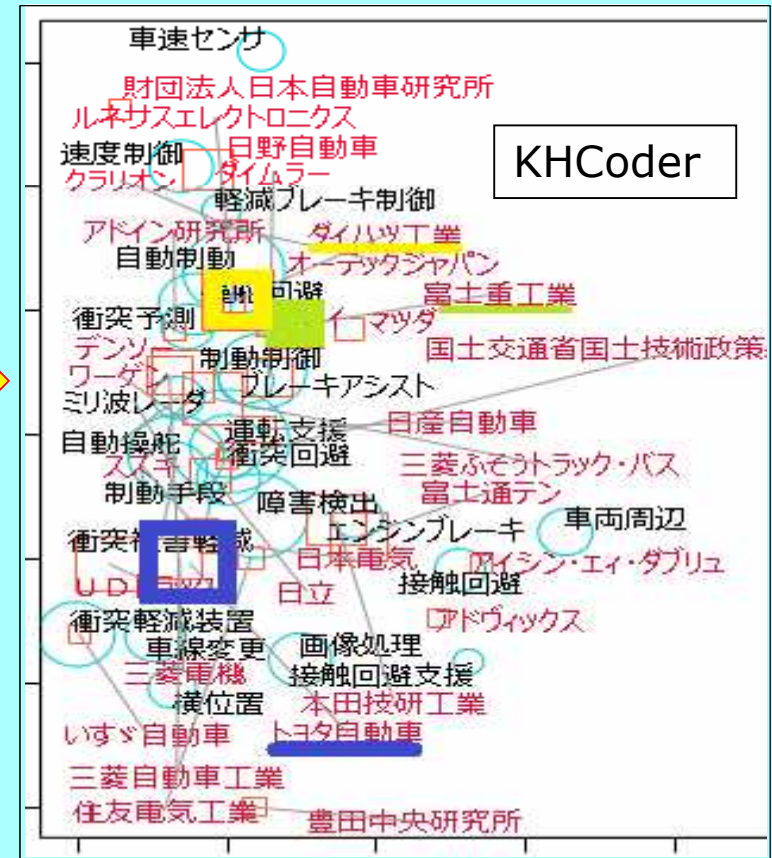 車速センサ
財団法人日本自動車研究所
ルネサスエレクトロニクス
速度制御
日野自動車
KHCoder
クラリオン
ダイムラー
軽減ブレーキ制御
アドイン研究所
ダイハツ工業
自動制動
オーテックジャパン
回避
富士重工業
衝突予測
マツダ
デンソー
制動制御
国土交通省国土技術政策
ワーゲン
ブレーキアシスト
ミリ波レーダ
日産自動車
自動操舵
運転支援
スズキ
衝突回避
三菱ふそうトラック・バス
制動手段
富士通テン
障害検出
車両周辺
エンジンブレーキ
衝突被害軽減
日本電気
アイシン・エィ・ダブリュ
UDトラック
日立
接触回避
衝突軽減装置
アドヴィックス
車線変更
画像処理
三菱電機
接触回避支援
横位置
本田技研工業
いすゞ自動車
トヨタ自動車
三菱自動車工業
住友電気工業
豊田中央研究所